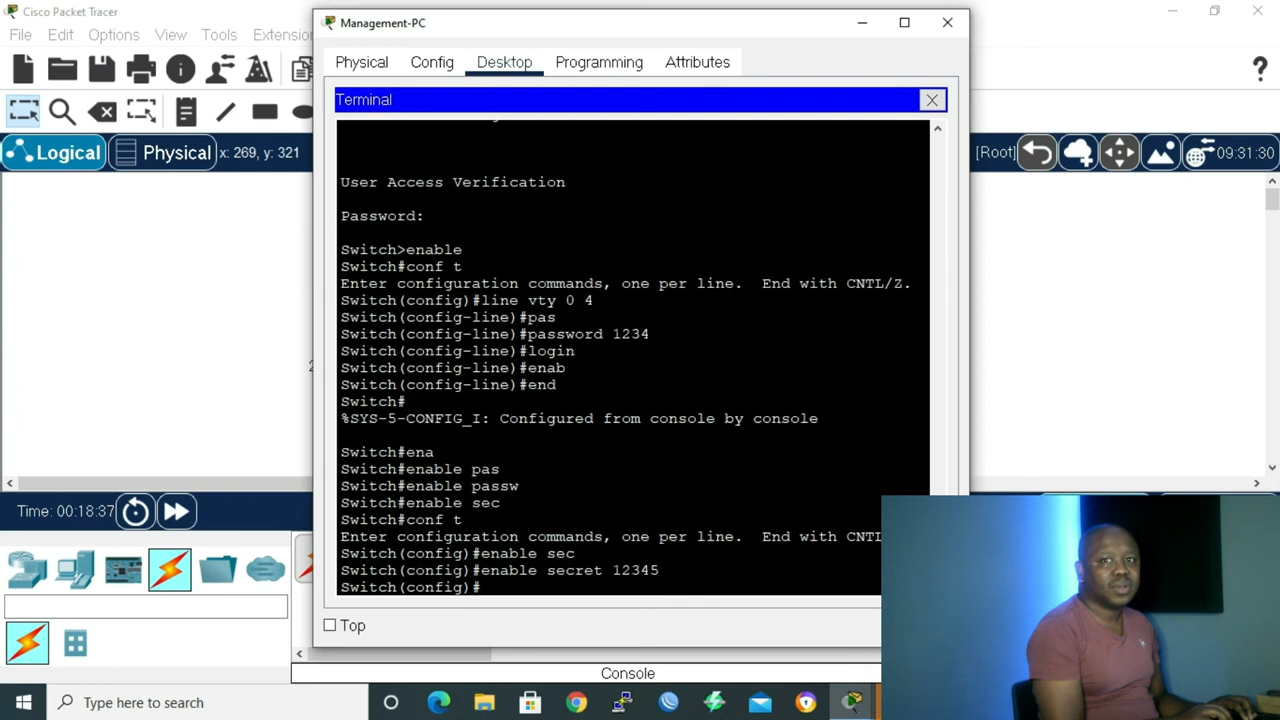 Cisco Packet Tracer
File Edit Options View Tools Extension
Logical Physical x: 269, y: 321
[Root] 09:31:30
Management-PC
Physical Config Desktop Programming Attributes
Terminal
User Access Verification
Password:
Switch>enable
Switch#conf t
Enter configuration commands, one per line. End with CNTL/Z.
Switch(config)#line vty 0 4
Switch(config-line)#pas
Switch(config-line)#password 1234
Switch(config-line)#login
Switch(config-line)#enab
Switch(config-line)#end
Switch#
%SYS-5-CONFIG_I: Configured from console by console
Switch#ena
Switch#enable pas
Switch#enable passw
Switch#enable sec
Switch#conf t
Enter configuration commands, one per line. End with CNTL
Switch(config)#enable sec
Switch(config)#enable secret 12345
Switch(config)#
Top
Time: 00:18:37
Console
Type here to search